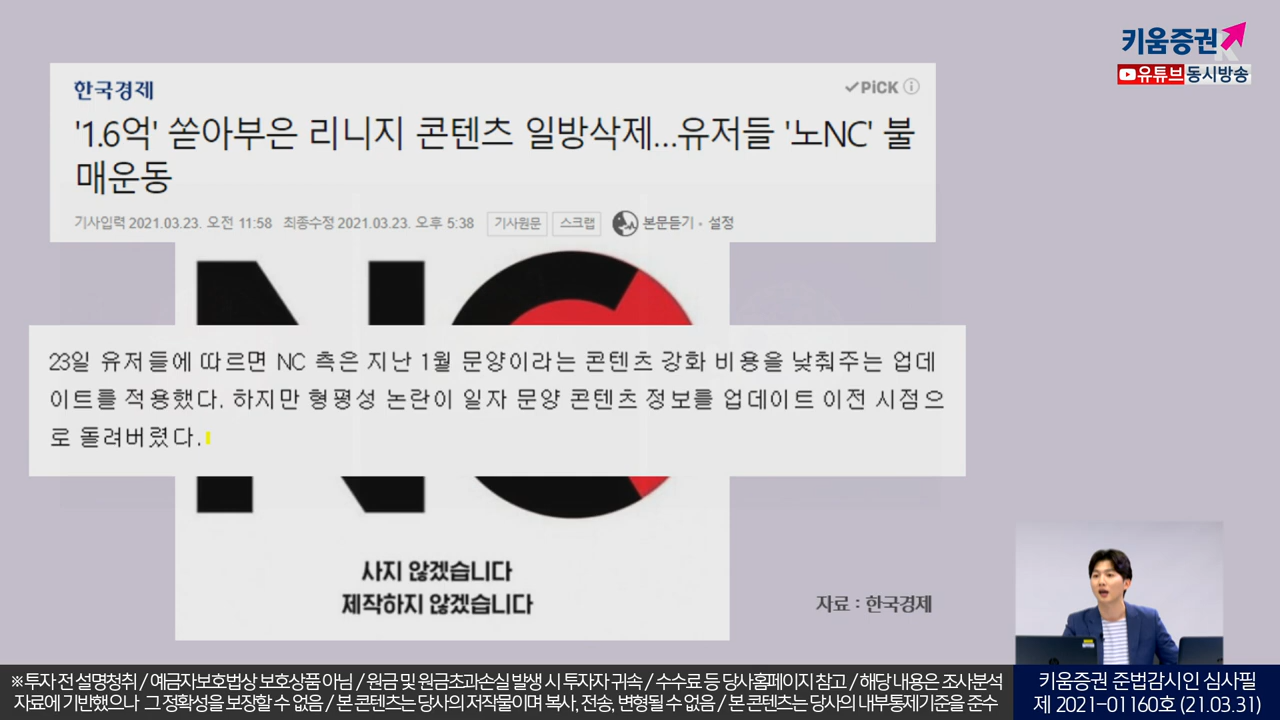 키움증권
유튜브 동시방송
한국경제
PiCK
'1.6억' 쏟아부은 리니지 콘텐츠 일방삭제...유저들 '노NC' 불
매운동
기사입력 2021.03.23. 오전 11:58 최종수정 2021.03.23. 오후 5:38 기사원문 스크랩 본문듣기 · 설정
NC
23일 유저들에 따르면 NC 측은 지난 1월 문양이라는 콘텐츠 강화 비용을 낮춰주는 업데
이트를 적용했다. 하지만 형평성 논란이 일자 문양 콘텐츠 정보를 업데이트 이전 시점으
로 돌려버렸다.
사지 않겠습니다
제작하지 않겠습니다
자료 : 한국경제
※ 투자 전 설명청취 / 예금자보호법상 보호상품 아님 / 원금 및 원금초과손실 발생 시 투자자 귀속 / 수수료 등 당사홈페이지 참고 / 해당 내용은 조사분석
자료에 기반했으나 그 정확성을 보장할 수 없음 / 본 콘텐츠는 당사의 저작물이며 복사, 전송, 변형될 수 없음 / 본 콘텐츠는 당사의 내부통제기준을 준수
키움증권 준법감시인 심사필
제 2021-01160호 (21.03.31)